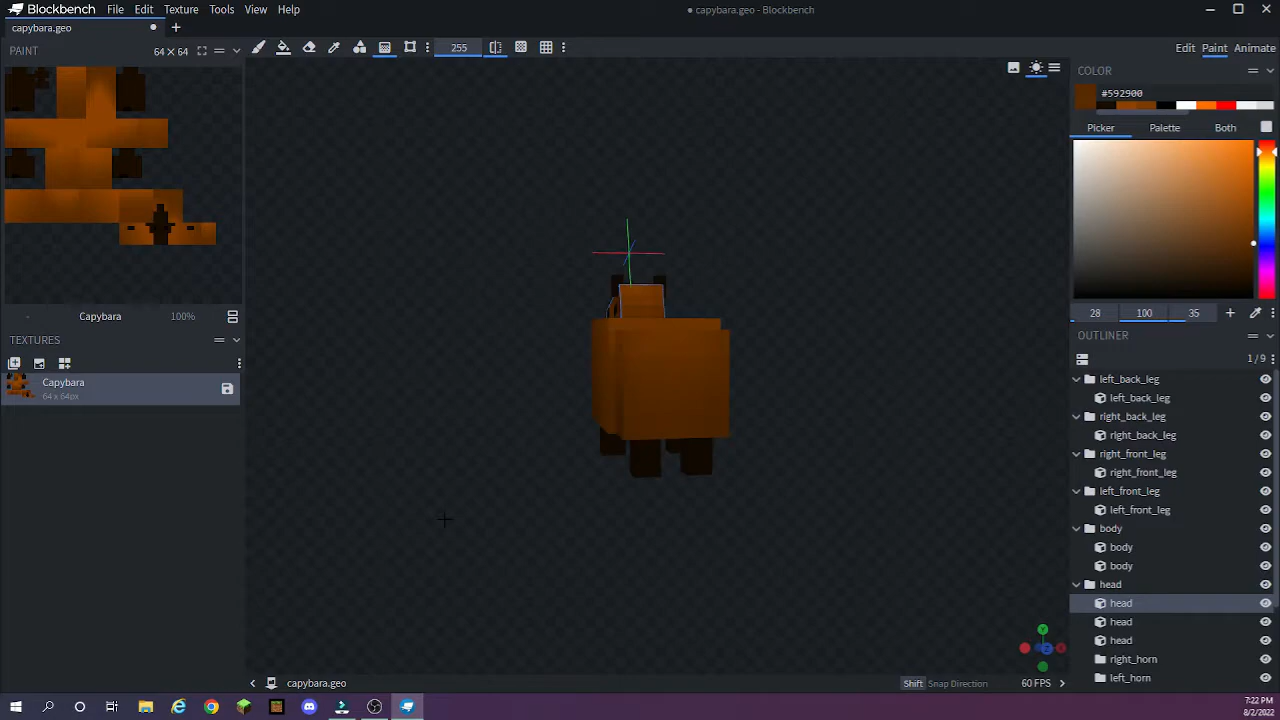 Blockbench File Edit Texture Tools View Help ● capybara.geo - Blockbench
capybara.geo
PAINT 64 × 64 255 Edit Paint Animate
COLOR
#592900
Picker Palette Both
- Capybara 100%
28 100 35
TEXTURES
OUTLINER
1/9
Capybara
64 x 64px
left_back_leg
left_back_leg
right_back_leg
right_back_leg
right_front_leg
right_front_leg
left_front_leg
left_front_leg
body
body
body
head
head
head
head
right_horn
left_horn
Y
Z
capybara.geo Shift Snap Direction 60 FPS
7:22 PM
8/2/2022